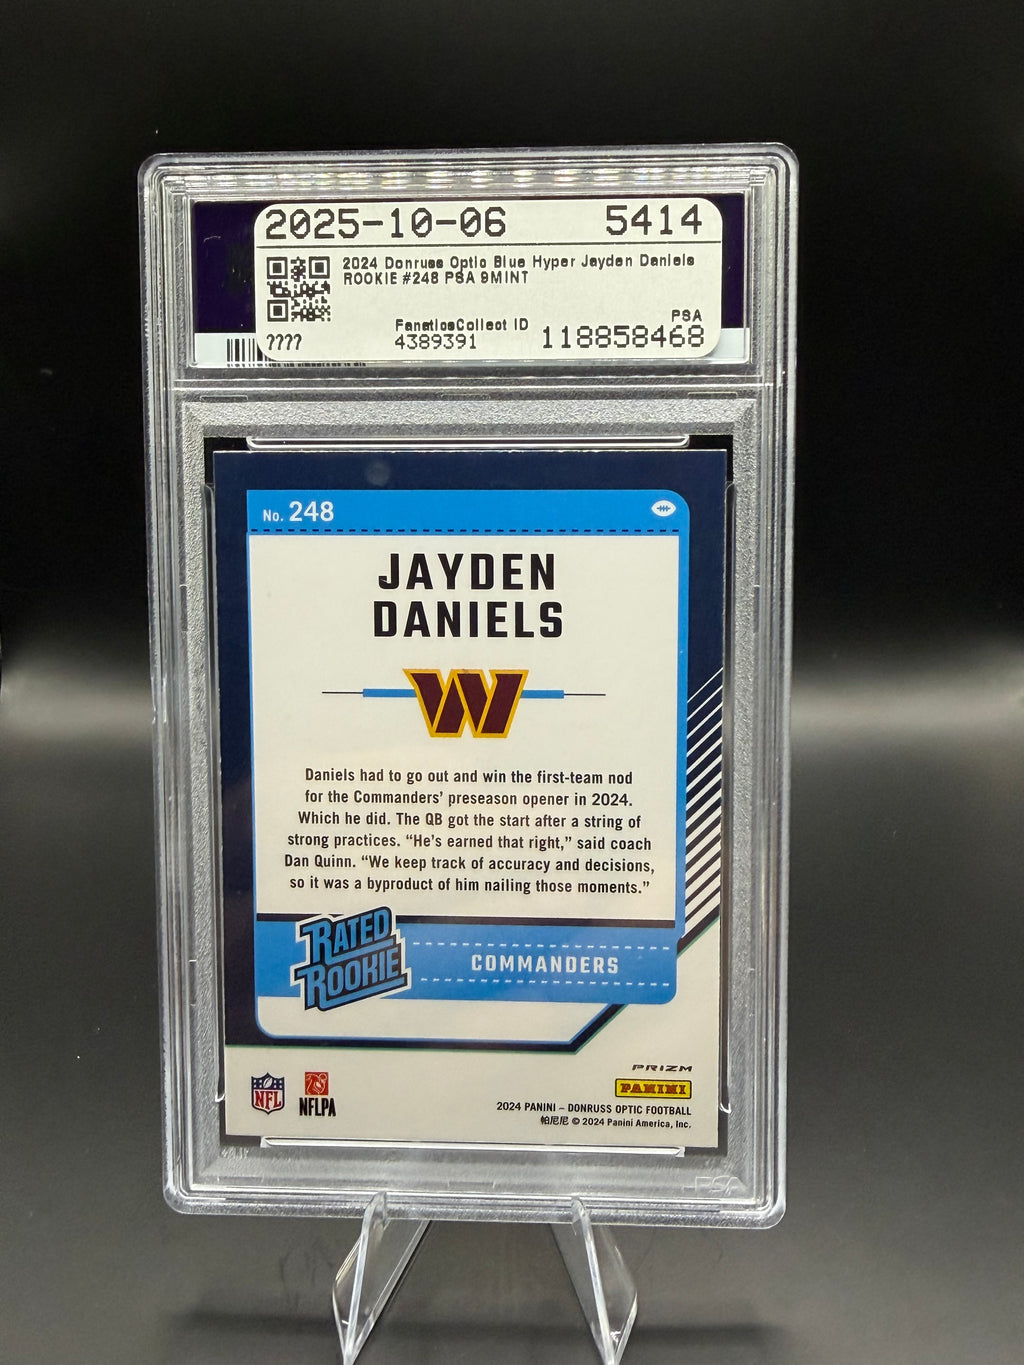 2025-10-06 5414
2024 Donruss Optic Blue Hyper Jayden Daniels
ROOKIE #248 PSA 9MINT
FanaticsCollect ID PSA
???? 4389391 118858468
No. 248
JAYDEN
DANIELS
W
Daniels had to go out and win the first-team nod
for the Commanders' preseason opener in 2024.
Which he did. The QB got the start after a string of
strong practices. “He's earned that right,” said coach
Dan Quinn. “We keep track of accuracy and decisions,
so it was a byproduct of him nailing those moments.”
RATED
ROOKIE
COMMANDERS
PRIZM
PANINI
NFL NFLPA
2024 PANINI – DONRUSS OPTIC FOOTBALL
帕尼尼 © 2024 Panini America, Inc.
PSA